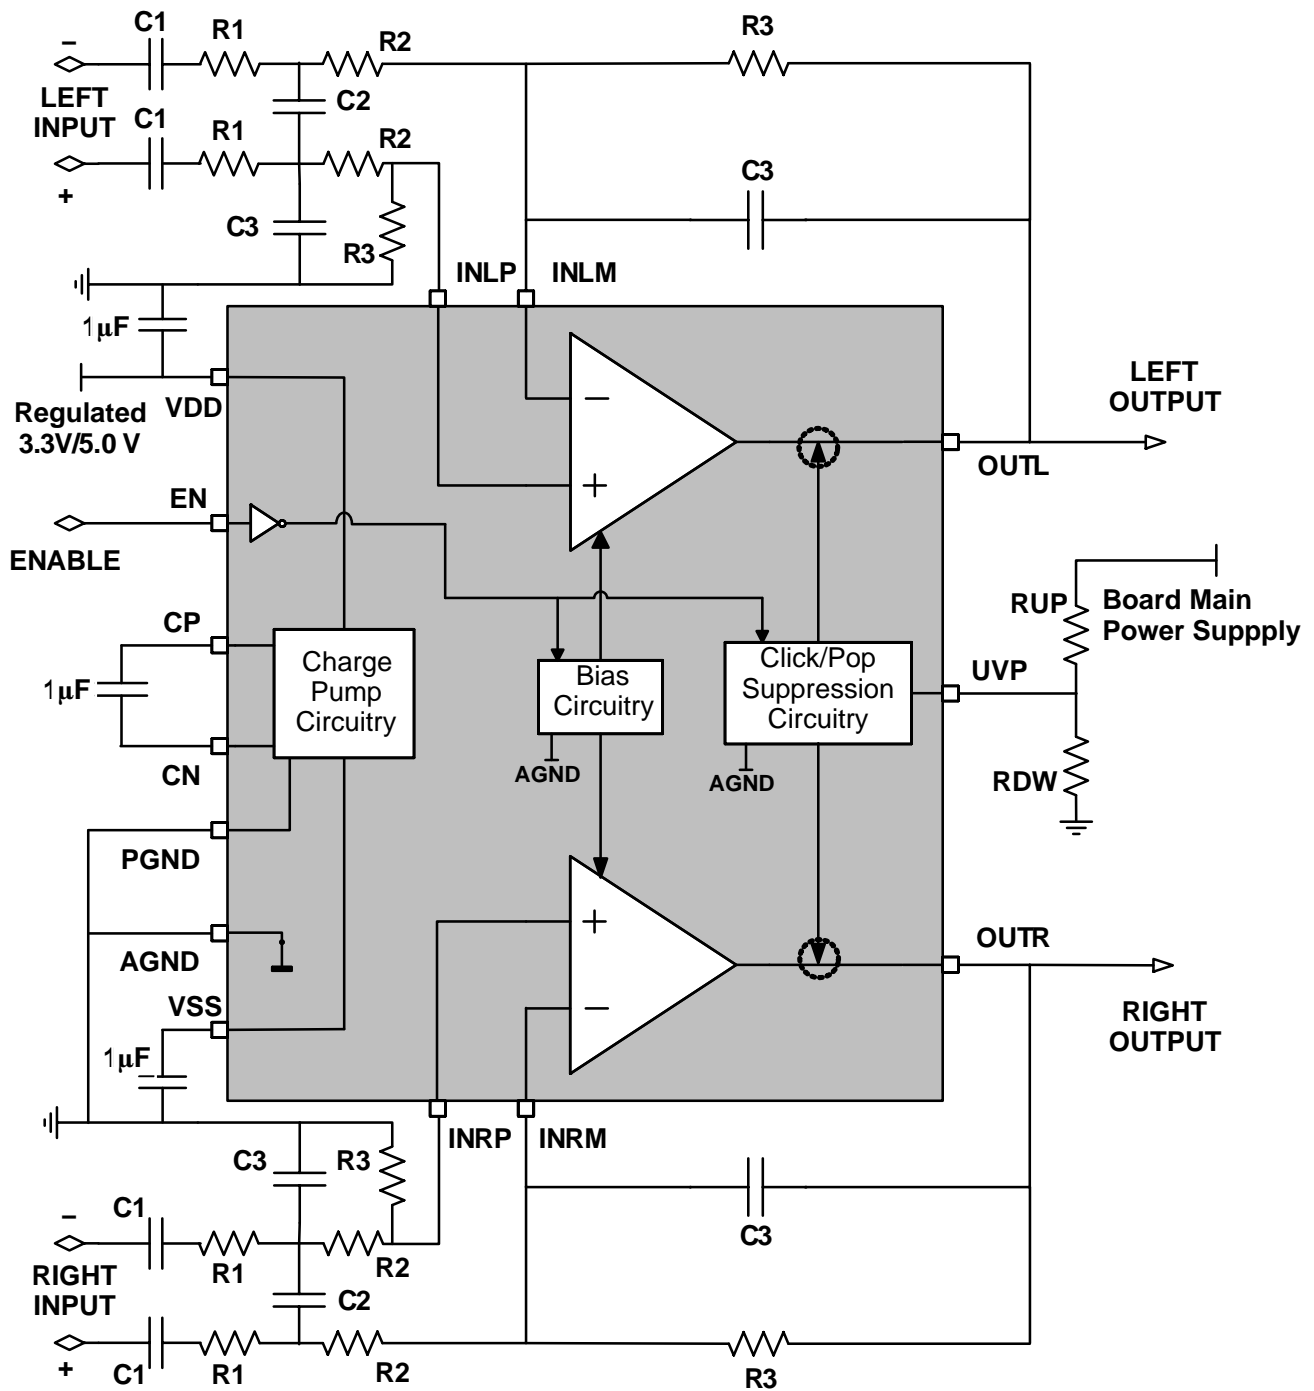 C1
R1
R2
R3
−
LEFT
INPUT
C2
C1
R1
R2
+
C3
R3
C3
INLP
INLM
1μF
VDD
Regulated
3.3V/5.0 V
−
+
LEFT
OUTPUT
OUTL
EN
ENABLE
CP
1μF
CN
Charge
Pump
Circuitry
Bias
Circuitry
AGND
Click/Pop
Suppression
Circuitry
AGND
RUP
Board Main
Power Suppply
UVP
RDW
PGND
AGND
VSS
1μF
+
−
OUTR
RIGHT
OUTPUT
INRP
INRM
C3
R3
C3
−
C1
R1
R2
RIGHT
INPUT
C2
+
C1
R1
R2
R3